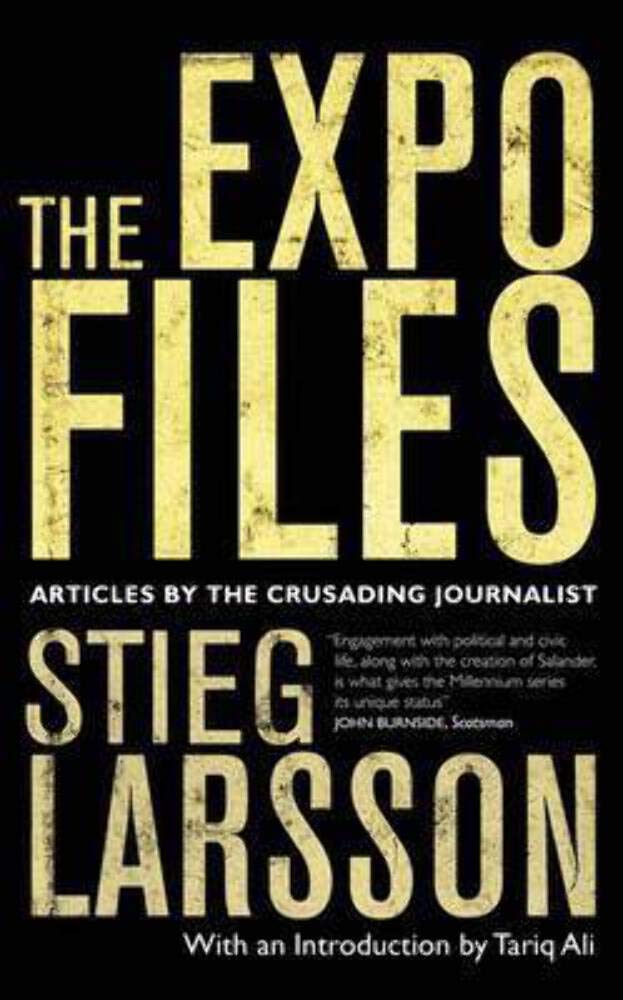 THE EXPO
FILES
ARTICLES BY THE CRUSADING JOURNALIST
STIEG
"Engagement with political and civic
life, along with the creation of Salander,
is what gives the Millennium series
its unique status"
JOHN BURNSIDE, Scotsman
LARSSON
With an Introduction by Tariq Ali